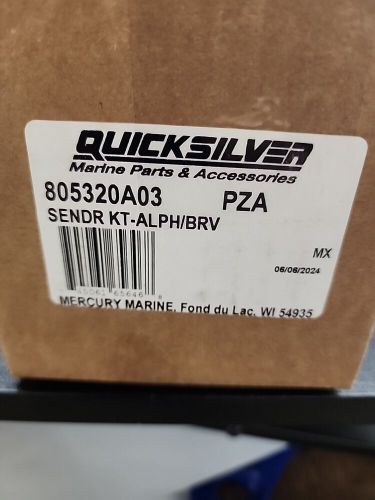 QUICKSILVER
Marine Parts & Accessories
805320A03 PZA
SENDR KT-ALPH/BRV
MX
06/06/2024
MERCURY MARINE, Fond du Lac, WI 54935